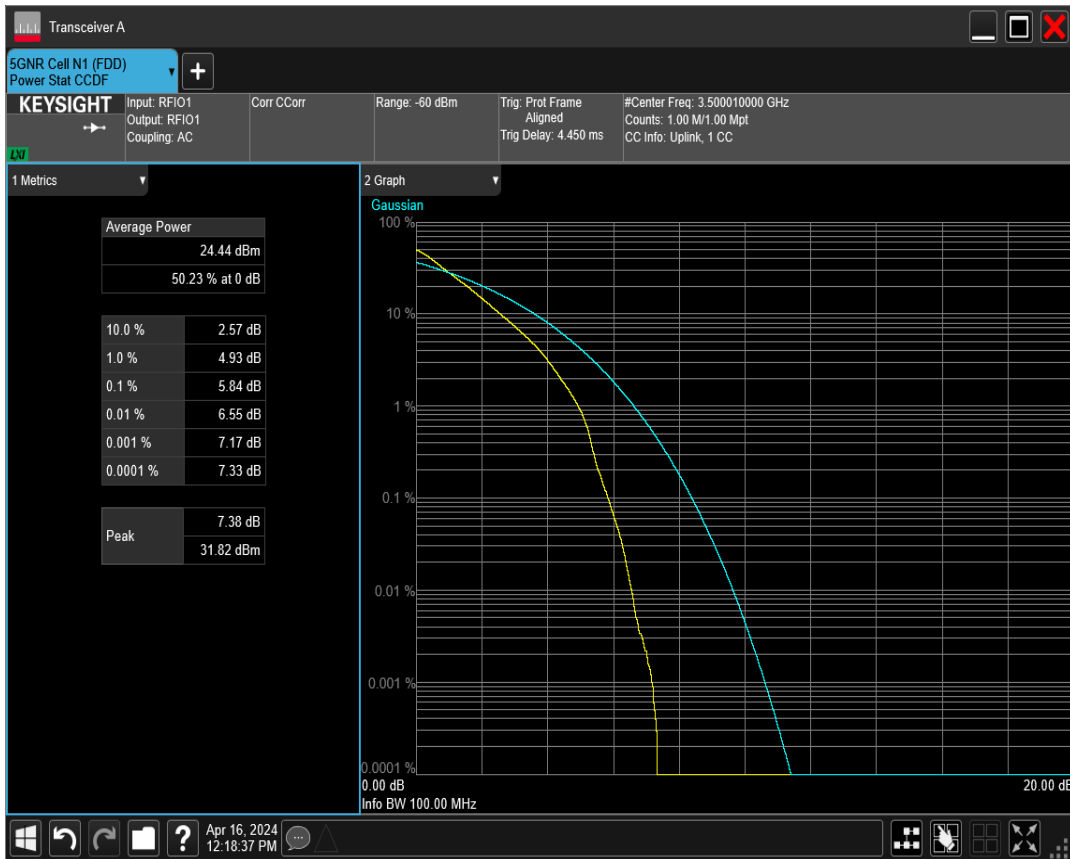 Transceiver A
5GNR Cell N1 (FDD)
Power Stat CCDF
KEYSIGHT
LXI
Input: RFIO1
Output: RFIO1
Coupling: AC
Corr CCorr
Range: -60 dBm
Trig: Prot Frame
Aligned
Trig Delay: 4.450 ms
#Center Freq: 3.500010000 GHz
Counts: 1.00 M/1.00 Mpt
CC Info: Uplink, 1 CC
1 Metrics
Average Power
24.44 dBm
50.23 % at 0 dB
10.0 % 2.57 dB
1.0 % 4.93 dB
0.1 % 5.84 dB
0.01 % 6.55 dB
0.001 % 7.17 dB
0.0001 % 7.33 dB
Peak 7.38 dB
31.82 dBm
2 Graph
Gaussian
100 %
10 %
1 %
0.1 %
0.01 %
0.001 %
0.0001 %
0.00 dB 20.00 dB
Info BW 100.00 MHz
? Apr 16, 2024
12:18:37 PM